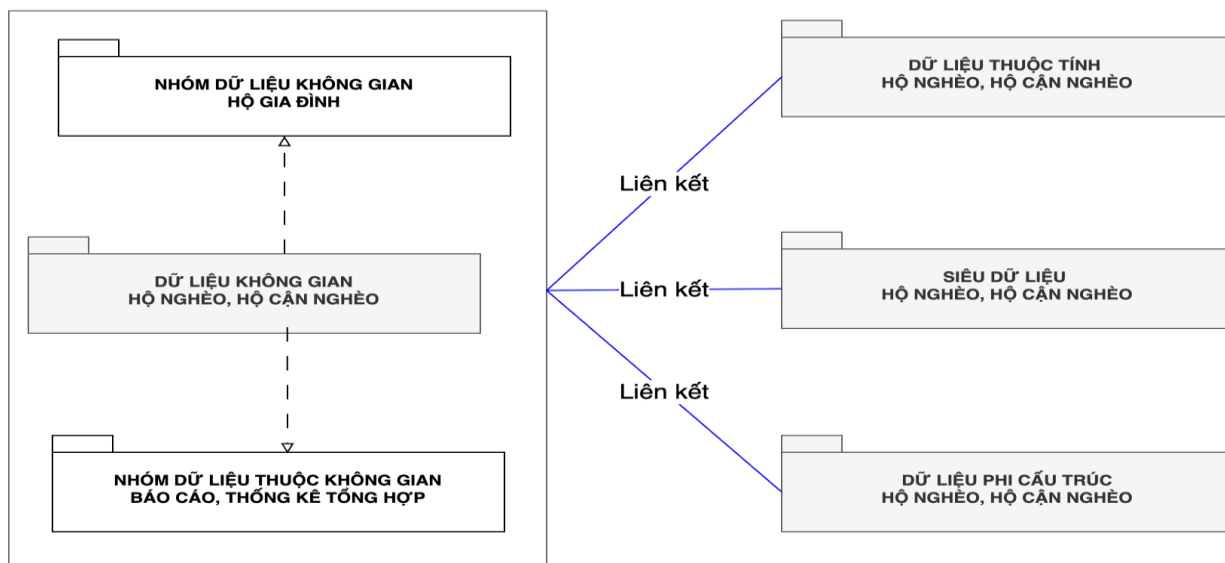 NHÓM DỮ LIỆU KHÔNG GIAN
HỘ GIA ĐÌNH
DỮ LIỆU KHÔNG GIAN
HỘ NGHÈO, HỘ CẬN NGHÈO
NHÓM DỮ LIỆU THUỘC KHÔNG GIAN
BÁO CÁO, THỐNG KÊ TỔNG HỢP
Liên kết
Liên kết
Liên kết
DỮ LIỆU THUỘC TÍNH
HỘ NGHÈO, HỘ CẬN NGHÈO
SIÊU DỮ LIỆU
HỘ NGHÈO, HỘ CẬN NGHÈO
DỮ LIỆU PHI CẤU TRÚC
HỘ NGHÈO, HỘ CẬN NGHÈO